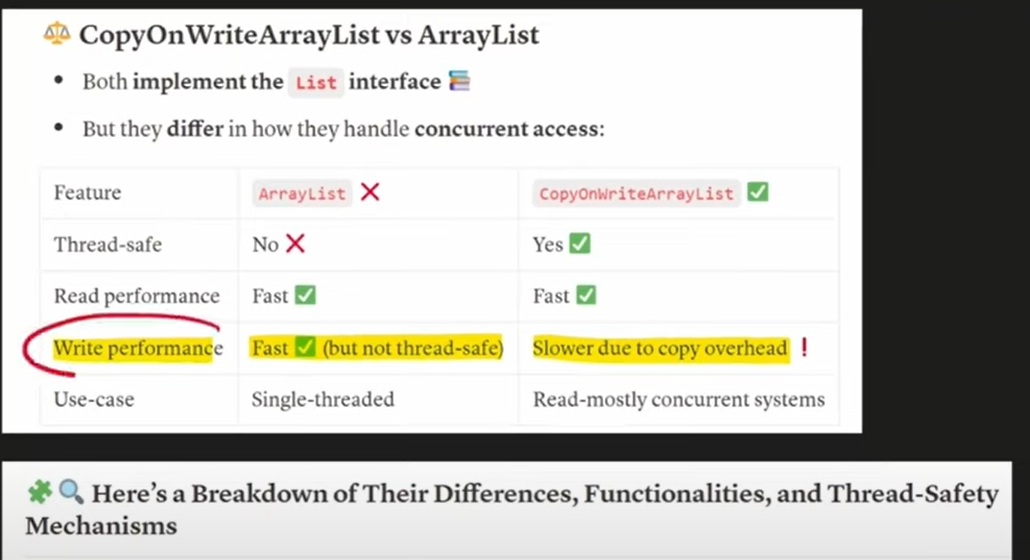 ⚖️ CopyOnWriteArrayList vs ArrayList
• Both implement the List interface 📚
• But they differ in how they handle concurrent access:
Feature ArrayList ❌ CopyOnWriteArrayList ✅
Thread-safe No ❌ Yes ✅
Read performance Fast ✅ Fast ✅
Write performance Fast ✅ (but not thread-safe) Slower due to copy overhead ❗
Use-case Single-threaded Read-mostly concurrent systems
🧩🔍 Here’s a Breakdown of Their Differences, Functionalities, and Thread-Safety
Mechanisms